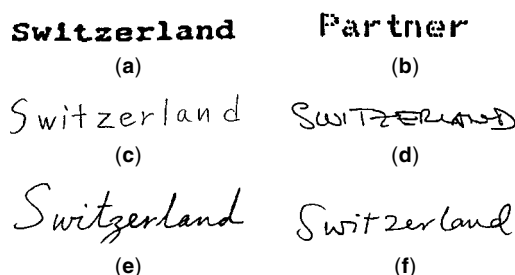 Switzerland Partner
(a) (b)
Switzerland SWITZERLAND
(c) (d)
Switzerland Switzerland
(e) (f)